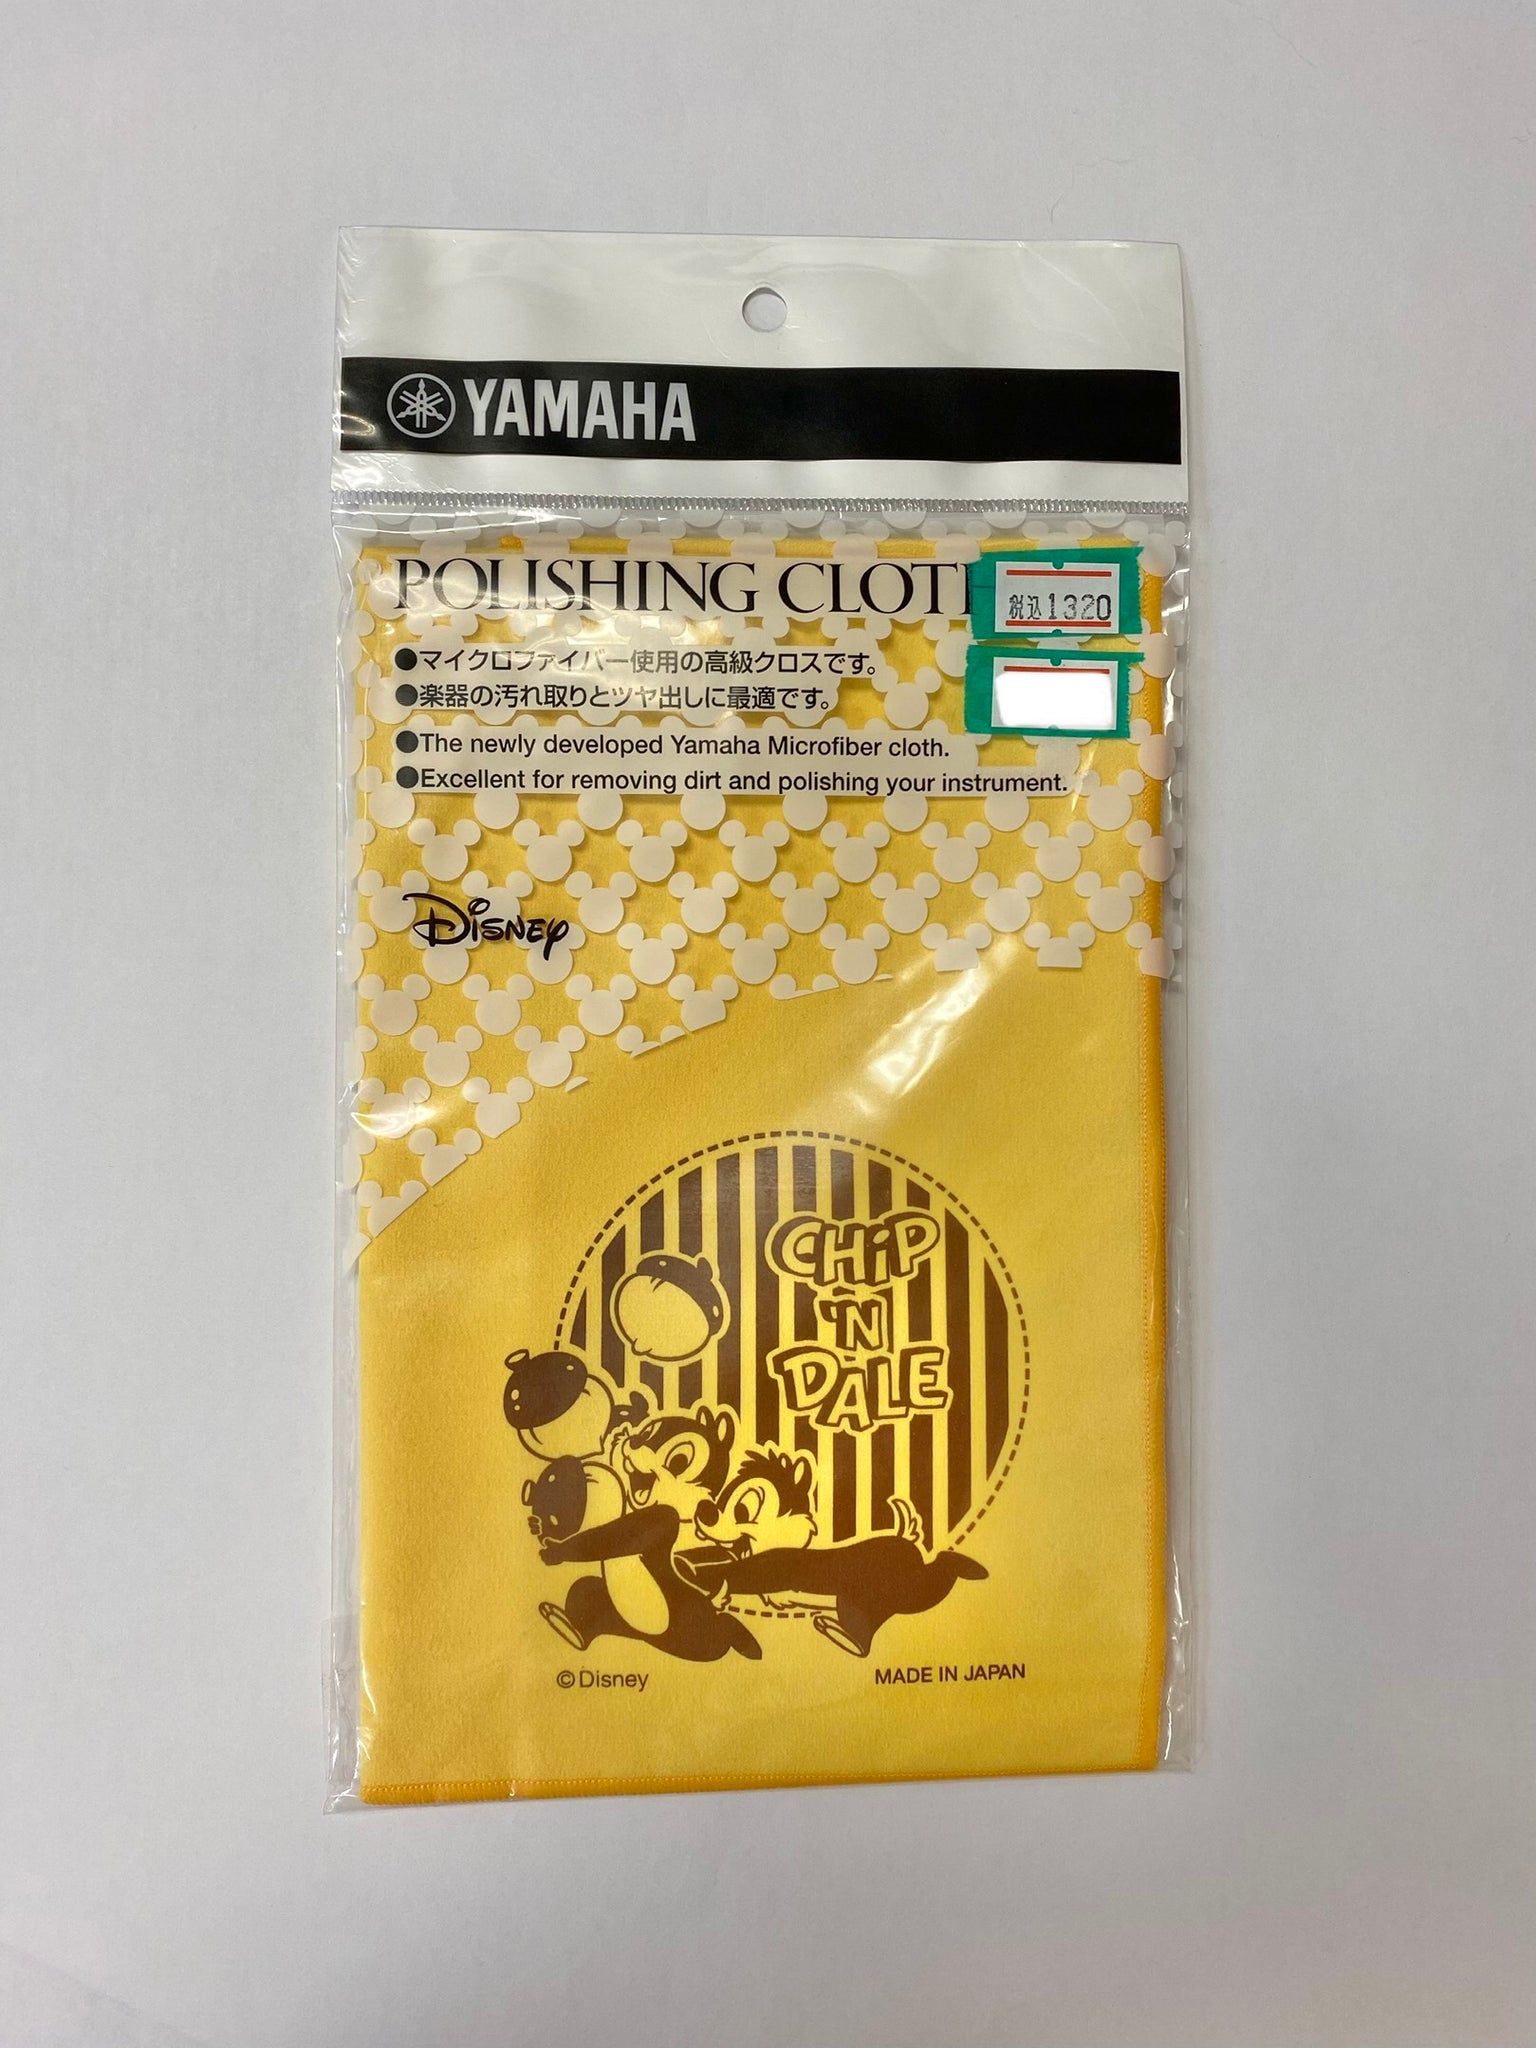 YAMAHA
POLISHING CLOT
税込1320
●マイクロファイバー使用の高級クロスです。
●楽器の汚れ取りとツヤ出しに最適です。
●The newly developed Yamaha Microfiber cloth.
●Excellent for removing dirt and polishing your instrument.
Disney
CHiP
'N
DALE
©Disney
MADE IN JAPAN